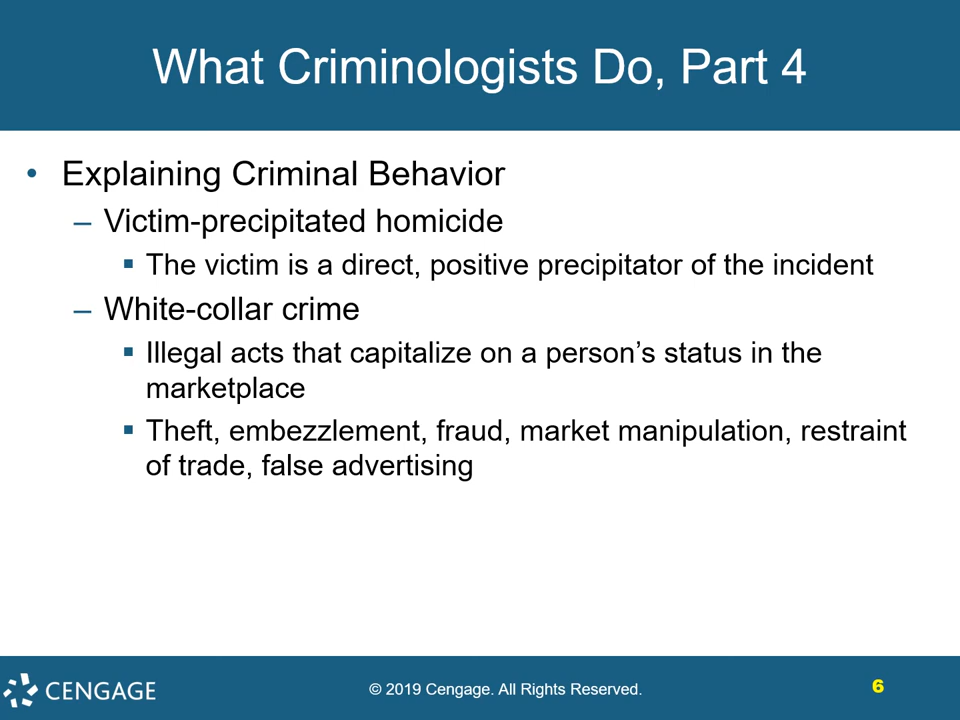 What Criminologists Do, Part 4
• Explaining Criminal Behavior
– Victim-precipitated homicide
▪ The victim is a direct, positive precipitator of the incident
– White-collar crime
▪ Illegal acts that capitalize on a person’s status in the
marketplace
▪ Theft, embezzlement, fraud, market manipulation, restraint
of trade, false advertising
CENGAGE
© 2019 Cengage. All Rights Reserved.
6